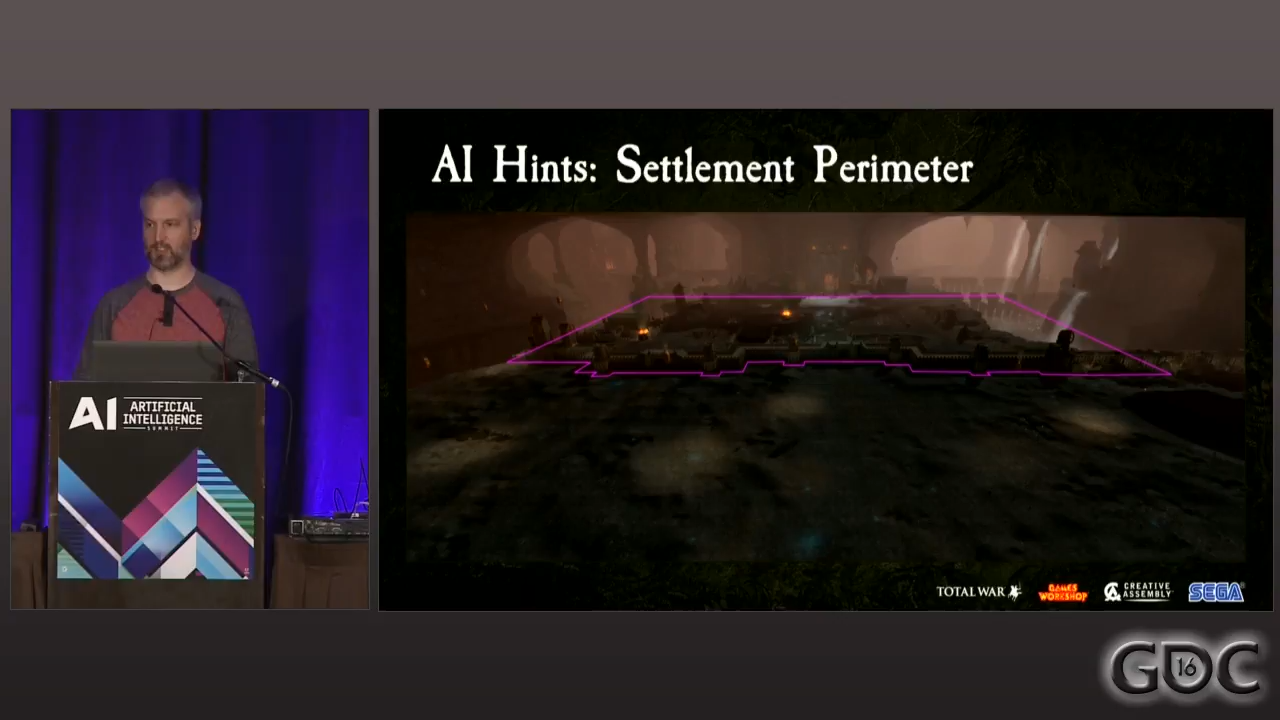 AI Hints: Settlement Perimeter
AI ARTIFICIAL
INTELLIGENCE
SUMMIT
TOTAL WAR
GAMES
WORKSHOP
CREATIVE
ASSEMBLY
SEGA
GDC
16